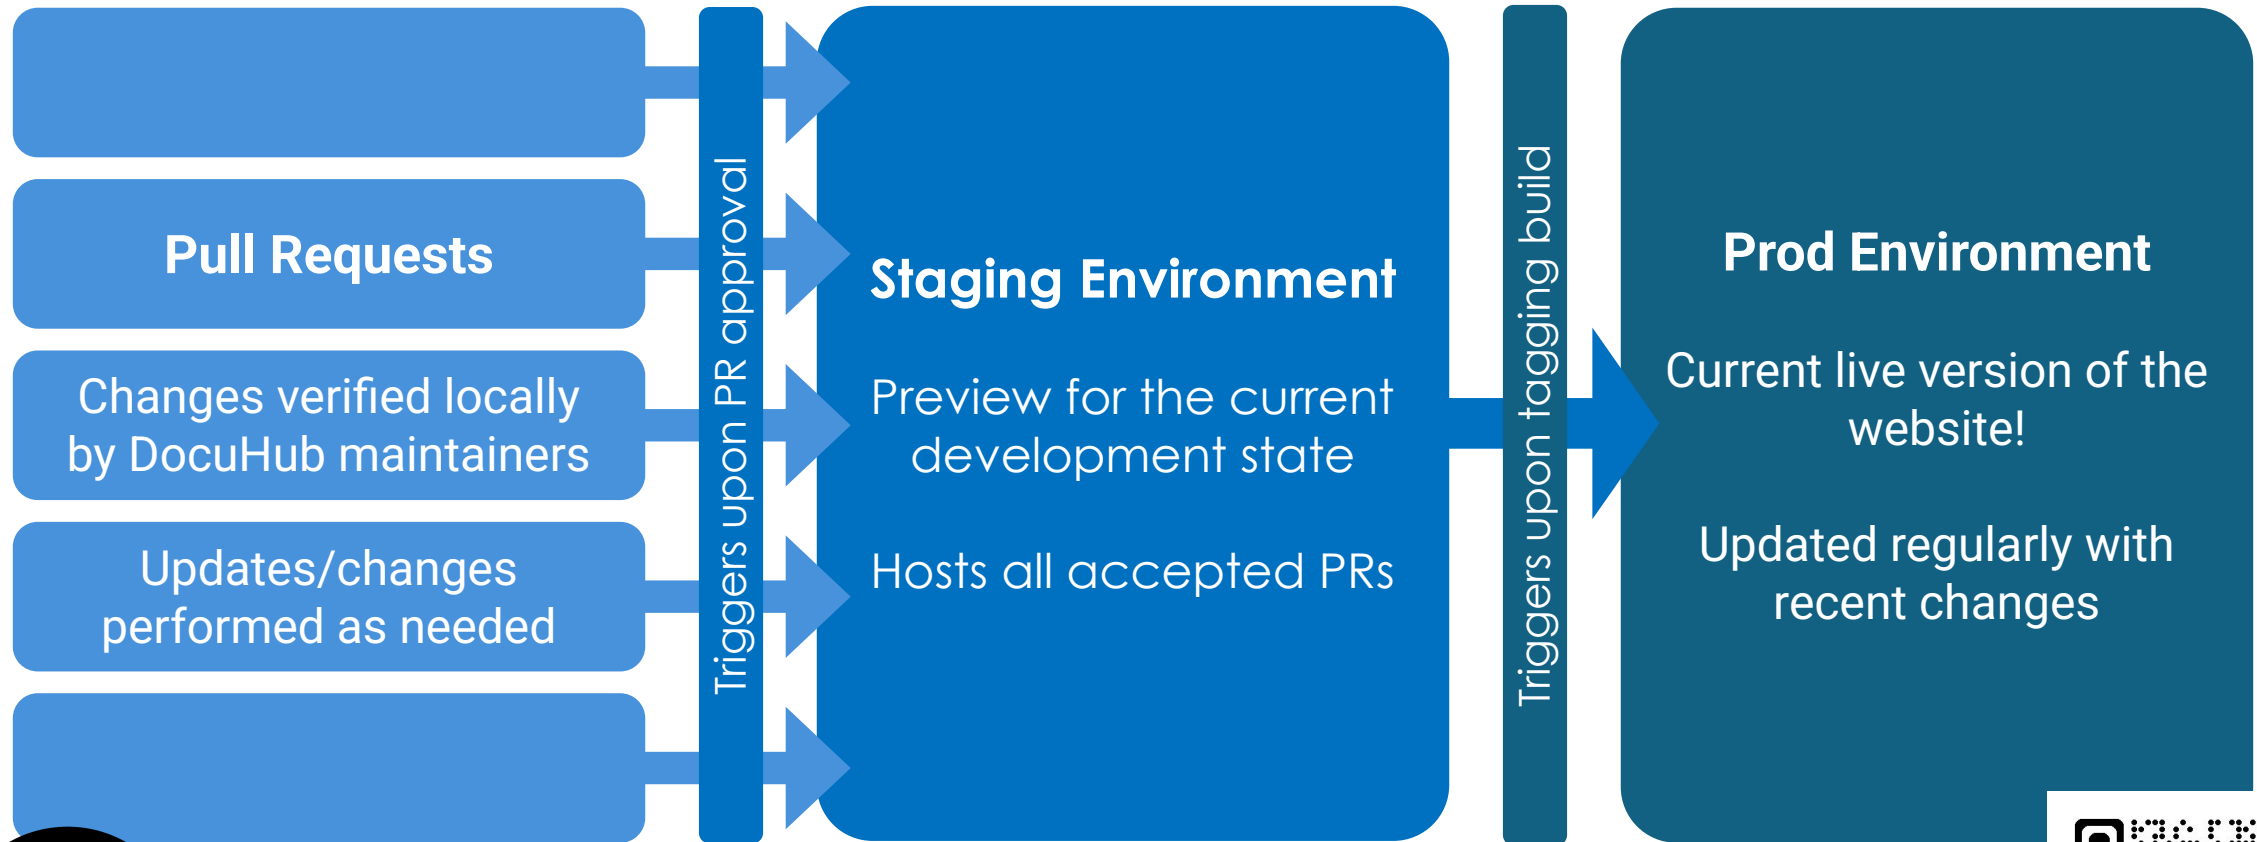 Pull Requests
Changes verified locally
by DocuHub maintainers
Updates/changes
performed as needed
Triggers upon PR approval
Staging Environment
Preview for the current
development state
Hosts all accepted PRs
Triggers upon tagging build
Prod Environment
Current live version of the
website!
Updated regularly with
recent changes